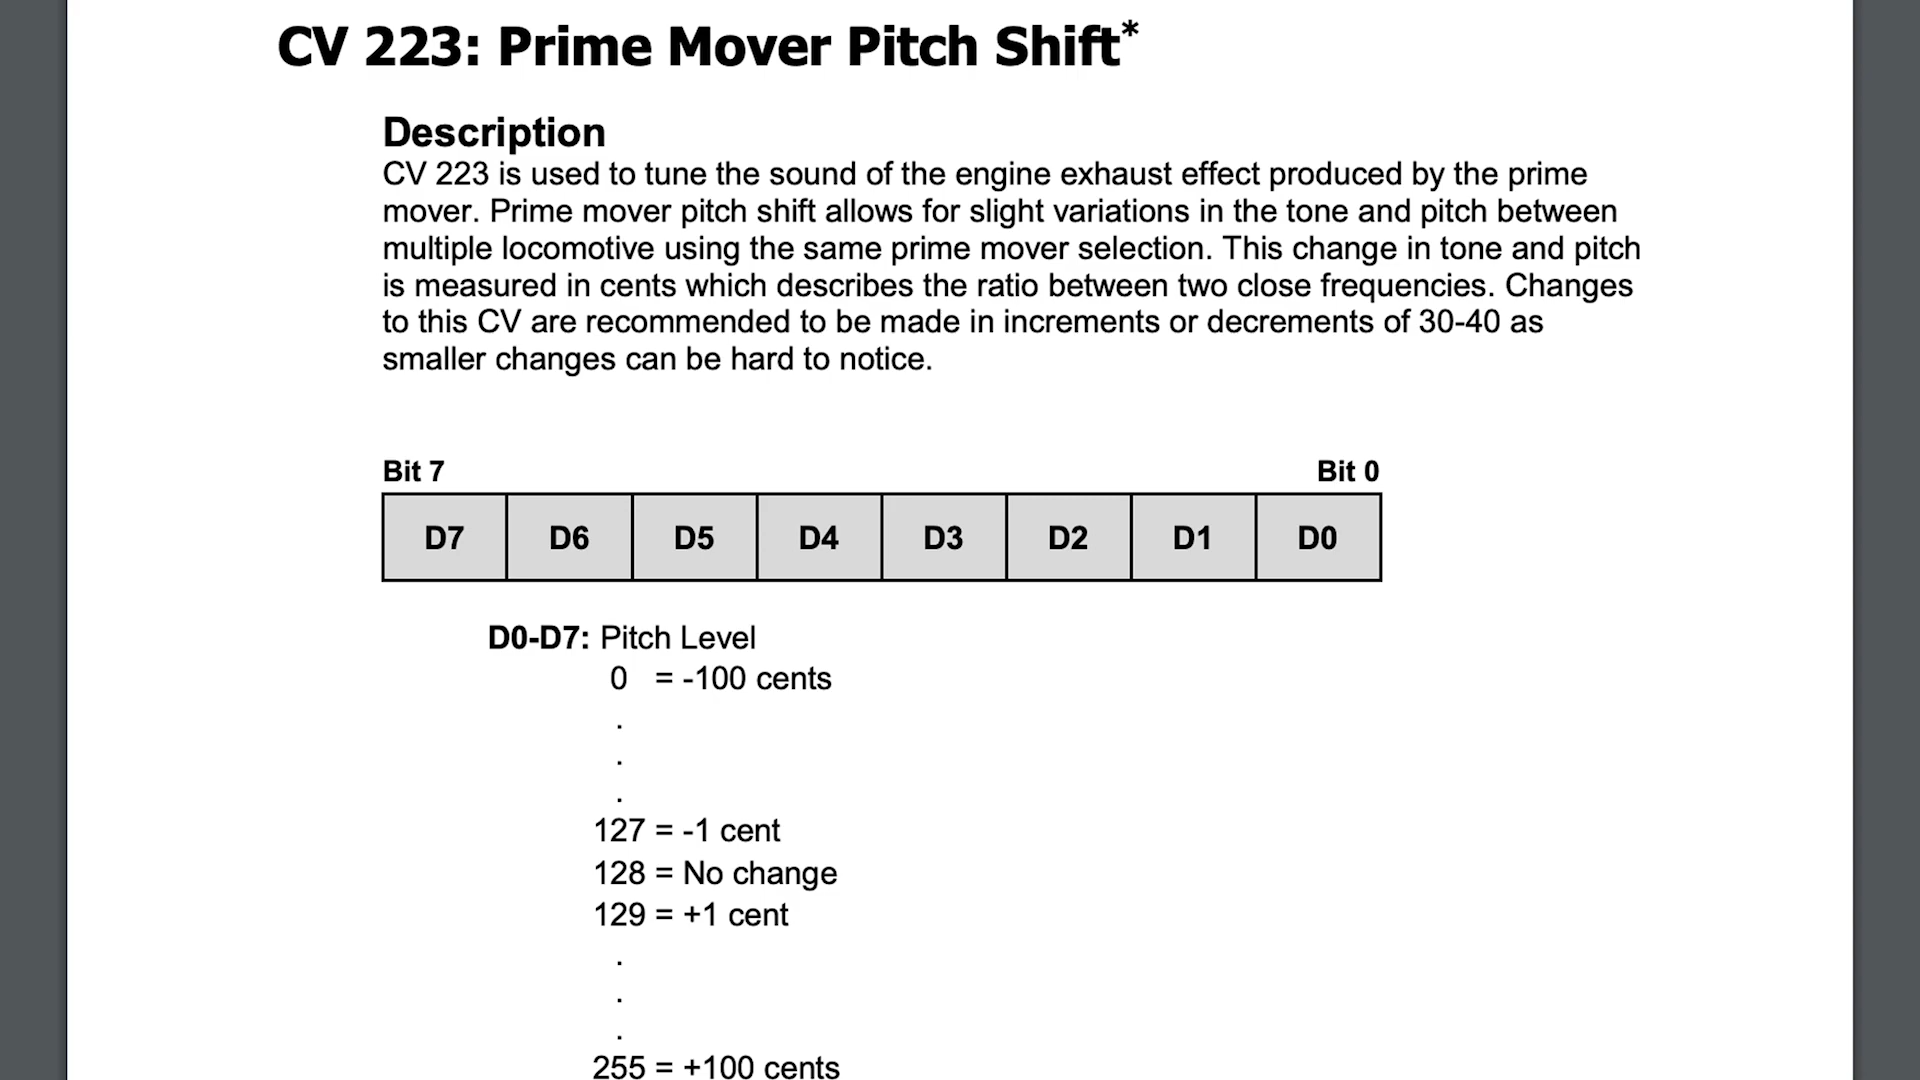 CV 223: Prime Mover Pitch Shift*
Description
CV 223 is used to tune the sound of the engine exhaust effect produced by the prime
mover. Prime mover pitch shift allows for slight variations in the tone and pitch between
multiple locomotive using the same prime mover selection. This change in tone and pitch
is measured in cents which describes the ratio between two close frequencies. Changes
to this CV are recommended to be made in increments or decrements of 30-40 as
smaller changes can be hard to notice.
Bit 7 Bit 0
D7 D6 D5 D4 D3 D2 D1 D0
D0-D7: Pitch Level
0 = -100 cents
.
.
.
127 = -1 cent
128 = No change
129 = +1 cent
.
.
.
255 = +100 cents